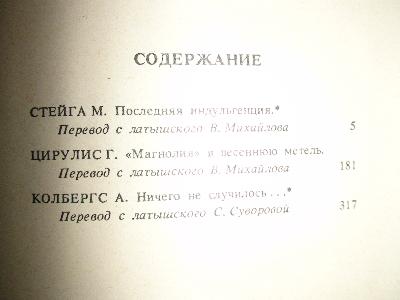 СОДЕРЖАНИЕ
СТЕЙГА М. Последняя индульгенция.*
Перевод с латышского В. Михайлова 5
ЦИРУЛИС Г. «Магнолия» в весеннюю метель.
Перевод с латышского В. Михайлова 181
КОЛБЕРГС А. Ничего не случилось...*
Перевод с латышского С. Суворовой 317